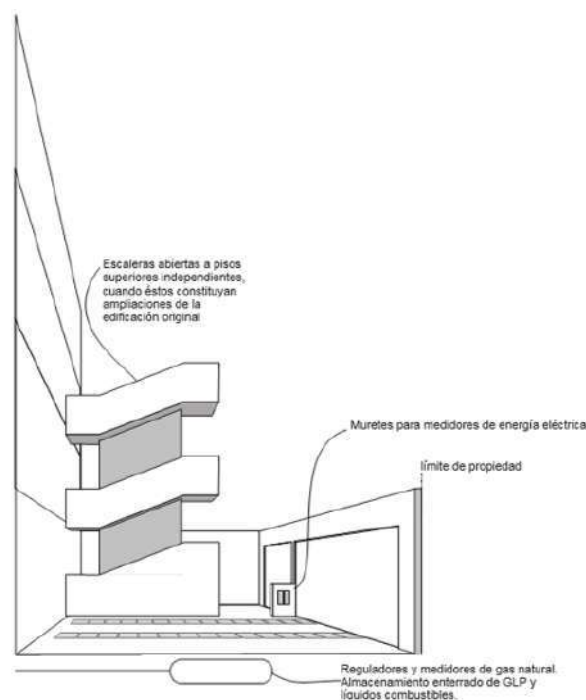 Escaleras abiertas a pisos
superiores independientes,
cuando éstos constituyan
ampliaciones de la
edificación original
Muretes para medidores de energía eléctrica
límite de propiedad
Reguladores y medidores de gas natural.
Almacenamiento enterrado de GLP y
líquidos combustibles.